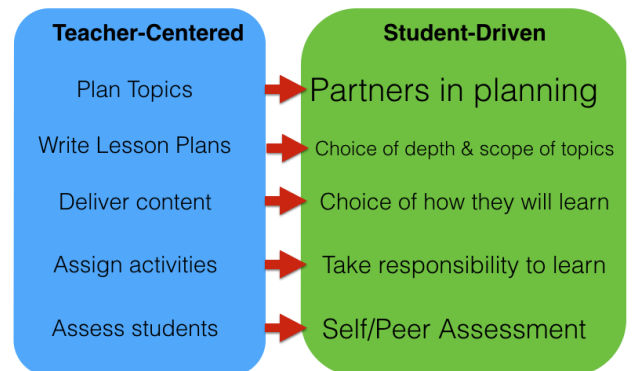 Teacher-Centered
Student-Driven
Plan Topics
Partners in planning
Write Lesson Plans
Choice of depth & scope of topics
Deliver content
Choice of how they will learn
Assign activities
Take responsibility to learn
Assess students
Self/Peer Assessment